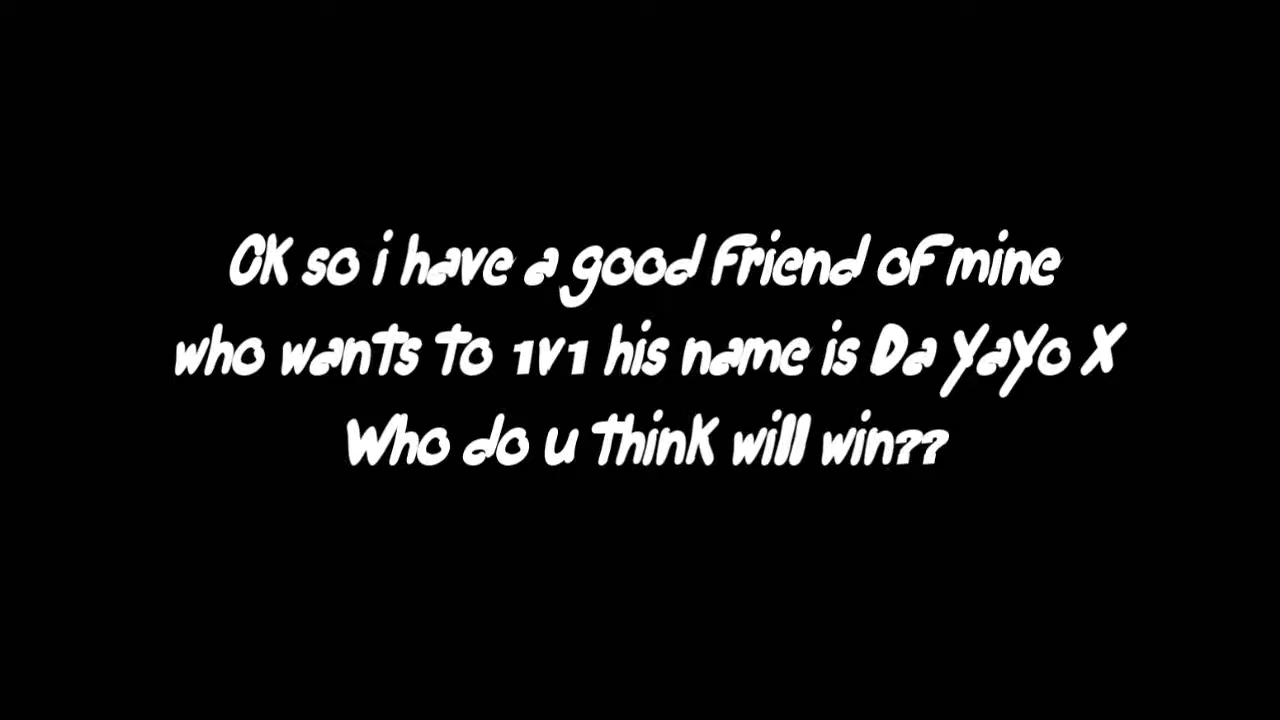 OK so i have a good friend of mine
who wants to 1v1 his name is Da YaYo X
Who do u think will win??